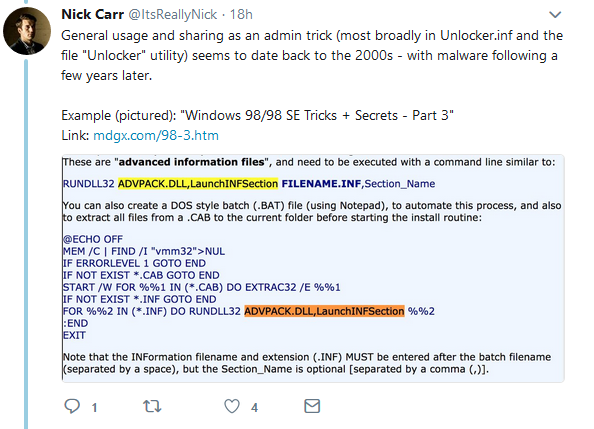 Nick Carr @ItsReallyNick · 18h
General usage and sharing as an admin trick (most broadly in Unlocker.inf and the
file "Unlocker" utility) seems to date back to the 2000s - with malware following a
few years later.
Example (pictured): "Windows 98/98 SE Tricks + Secrets - Part 3"
Link: mdgx.com/98-3.htm
These are "advanced information files", and need to be executed with a command line similar to:
RUNDLL32 ADVPACK.DLL,LaunchINFSection FILENAME.INF,Section_Name
You can also create a DOS style batch (.BAT) file (using Notepad), to automate this process, and also
to extract all files from a .CAB to the current folder before starting the install routine:
@ECHO OFF
MEM /C | FIND /I "vmm32">NUL
IF ERRORLEVEL 1 GOTO END
IF NOT EXIST *.CAB GOTO END
START /W FOR %%1 IN (*.CAB) DO EXTRAC32 /E %%1
IF NOT EXIST *.INF GOTO END
FOR %%2 IN (*.INF) DO RUNDLL32 ADVPACK.DLL,LaunchINFSection %%2
:END
EXIT
Note that the INFormation filename and extension (.INF) MUST be entered after the batch filename
(separated by a space), but the Section_Name is optional [separated by a comma (,)].
1
4